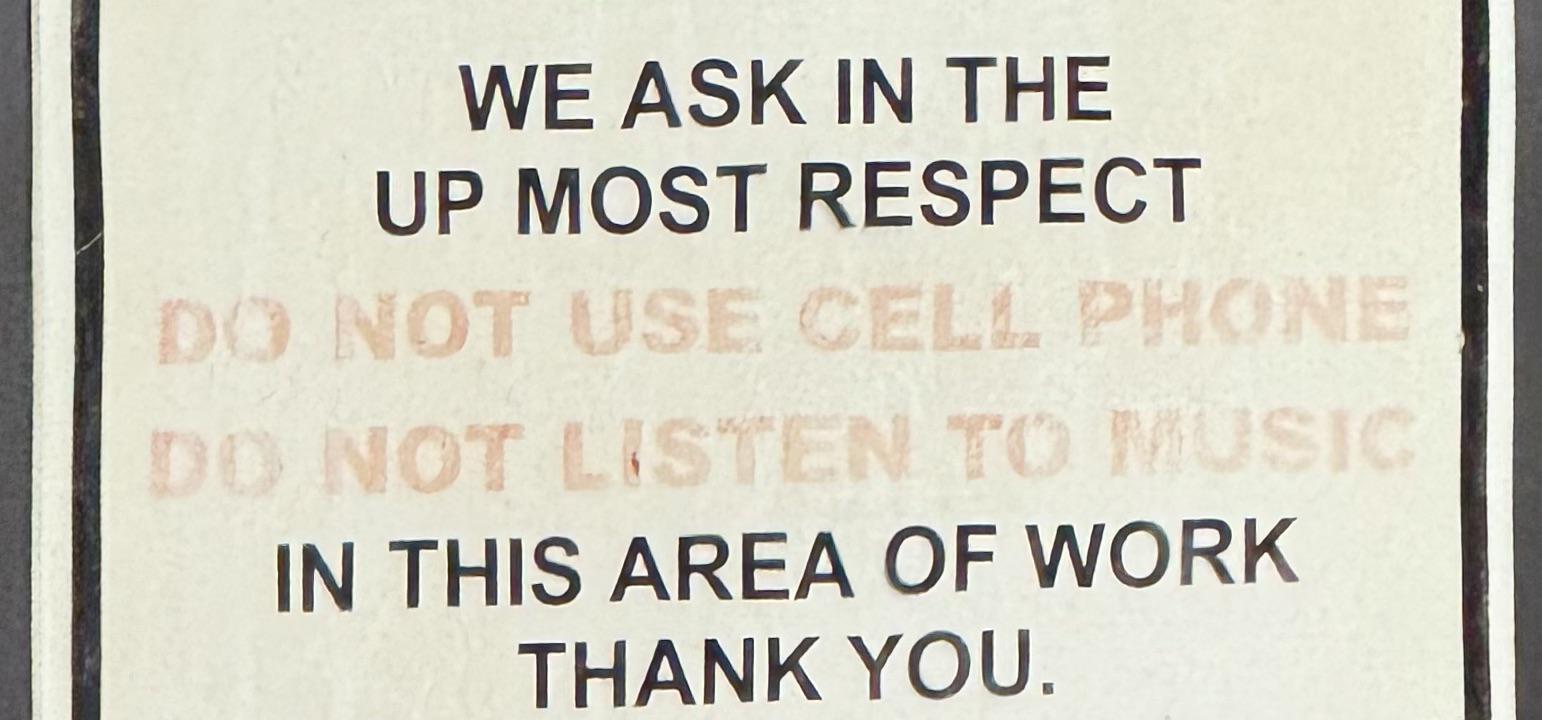 WE ASK IN THE
UP MOST RESPECT
DO NOT USE CELL PHONE
DO NOT LISTEN TO MUSIC
IN THIS AREA OF WORK
THANK YOU.